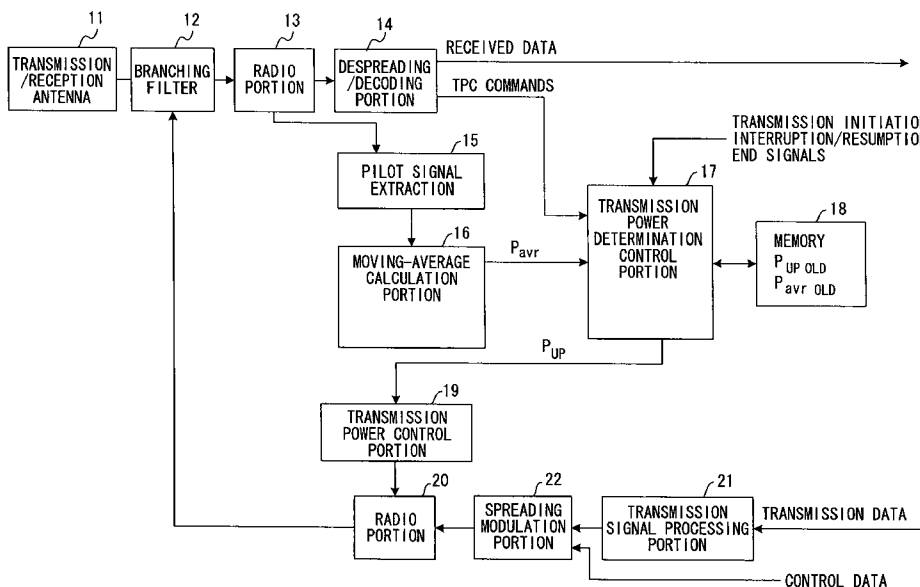 11
TRANSMISSION
/RECEPTION
ANTENNA
12
BRANCHING
FILTER
13
RADIO
PORTION
14
DESPREADING
/DECODING
PORTION
RECEIVED DATA
TPC COMMANDS
TRANSMISSION INITIATIO
INTERRUPTION/RESUMPTIO
END SIGNALS
15
PILOT SIGNAL
EXTRACTION
16
MOVING-AVERAGE
CALCULATION
PORTION
Pavr
17
TRANSMISSION
POWER
DETERMINATION
CONTROL
PORTION
18
MEMORY
PUP OLD
Pavr OLD
PUP
19
TRANSMISSION
POWER CONTROL
PORTION
20
RADIO
PORTION
22
SPREADING
MODULATION
PORTION
21
TRANSMISSION
SIGNAL PROCESSING
PORTION
TRANSMISSION DATA
CONTROL DATA